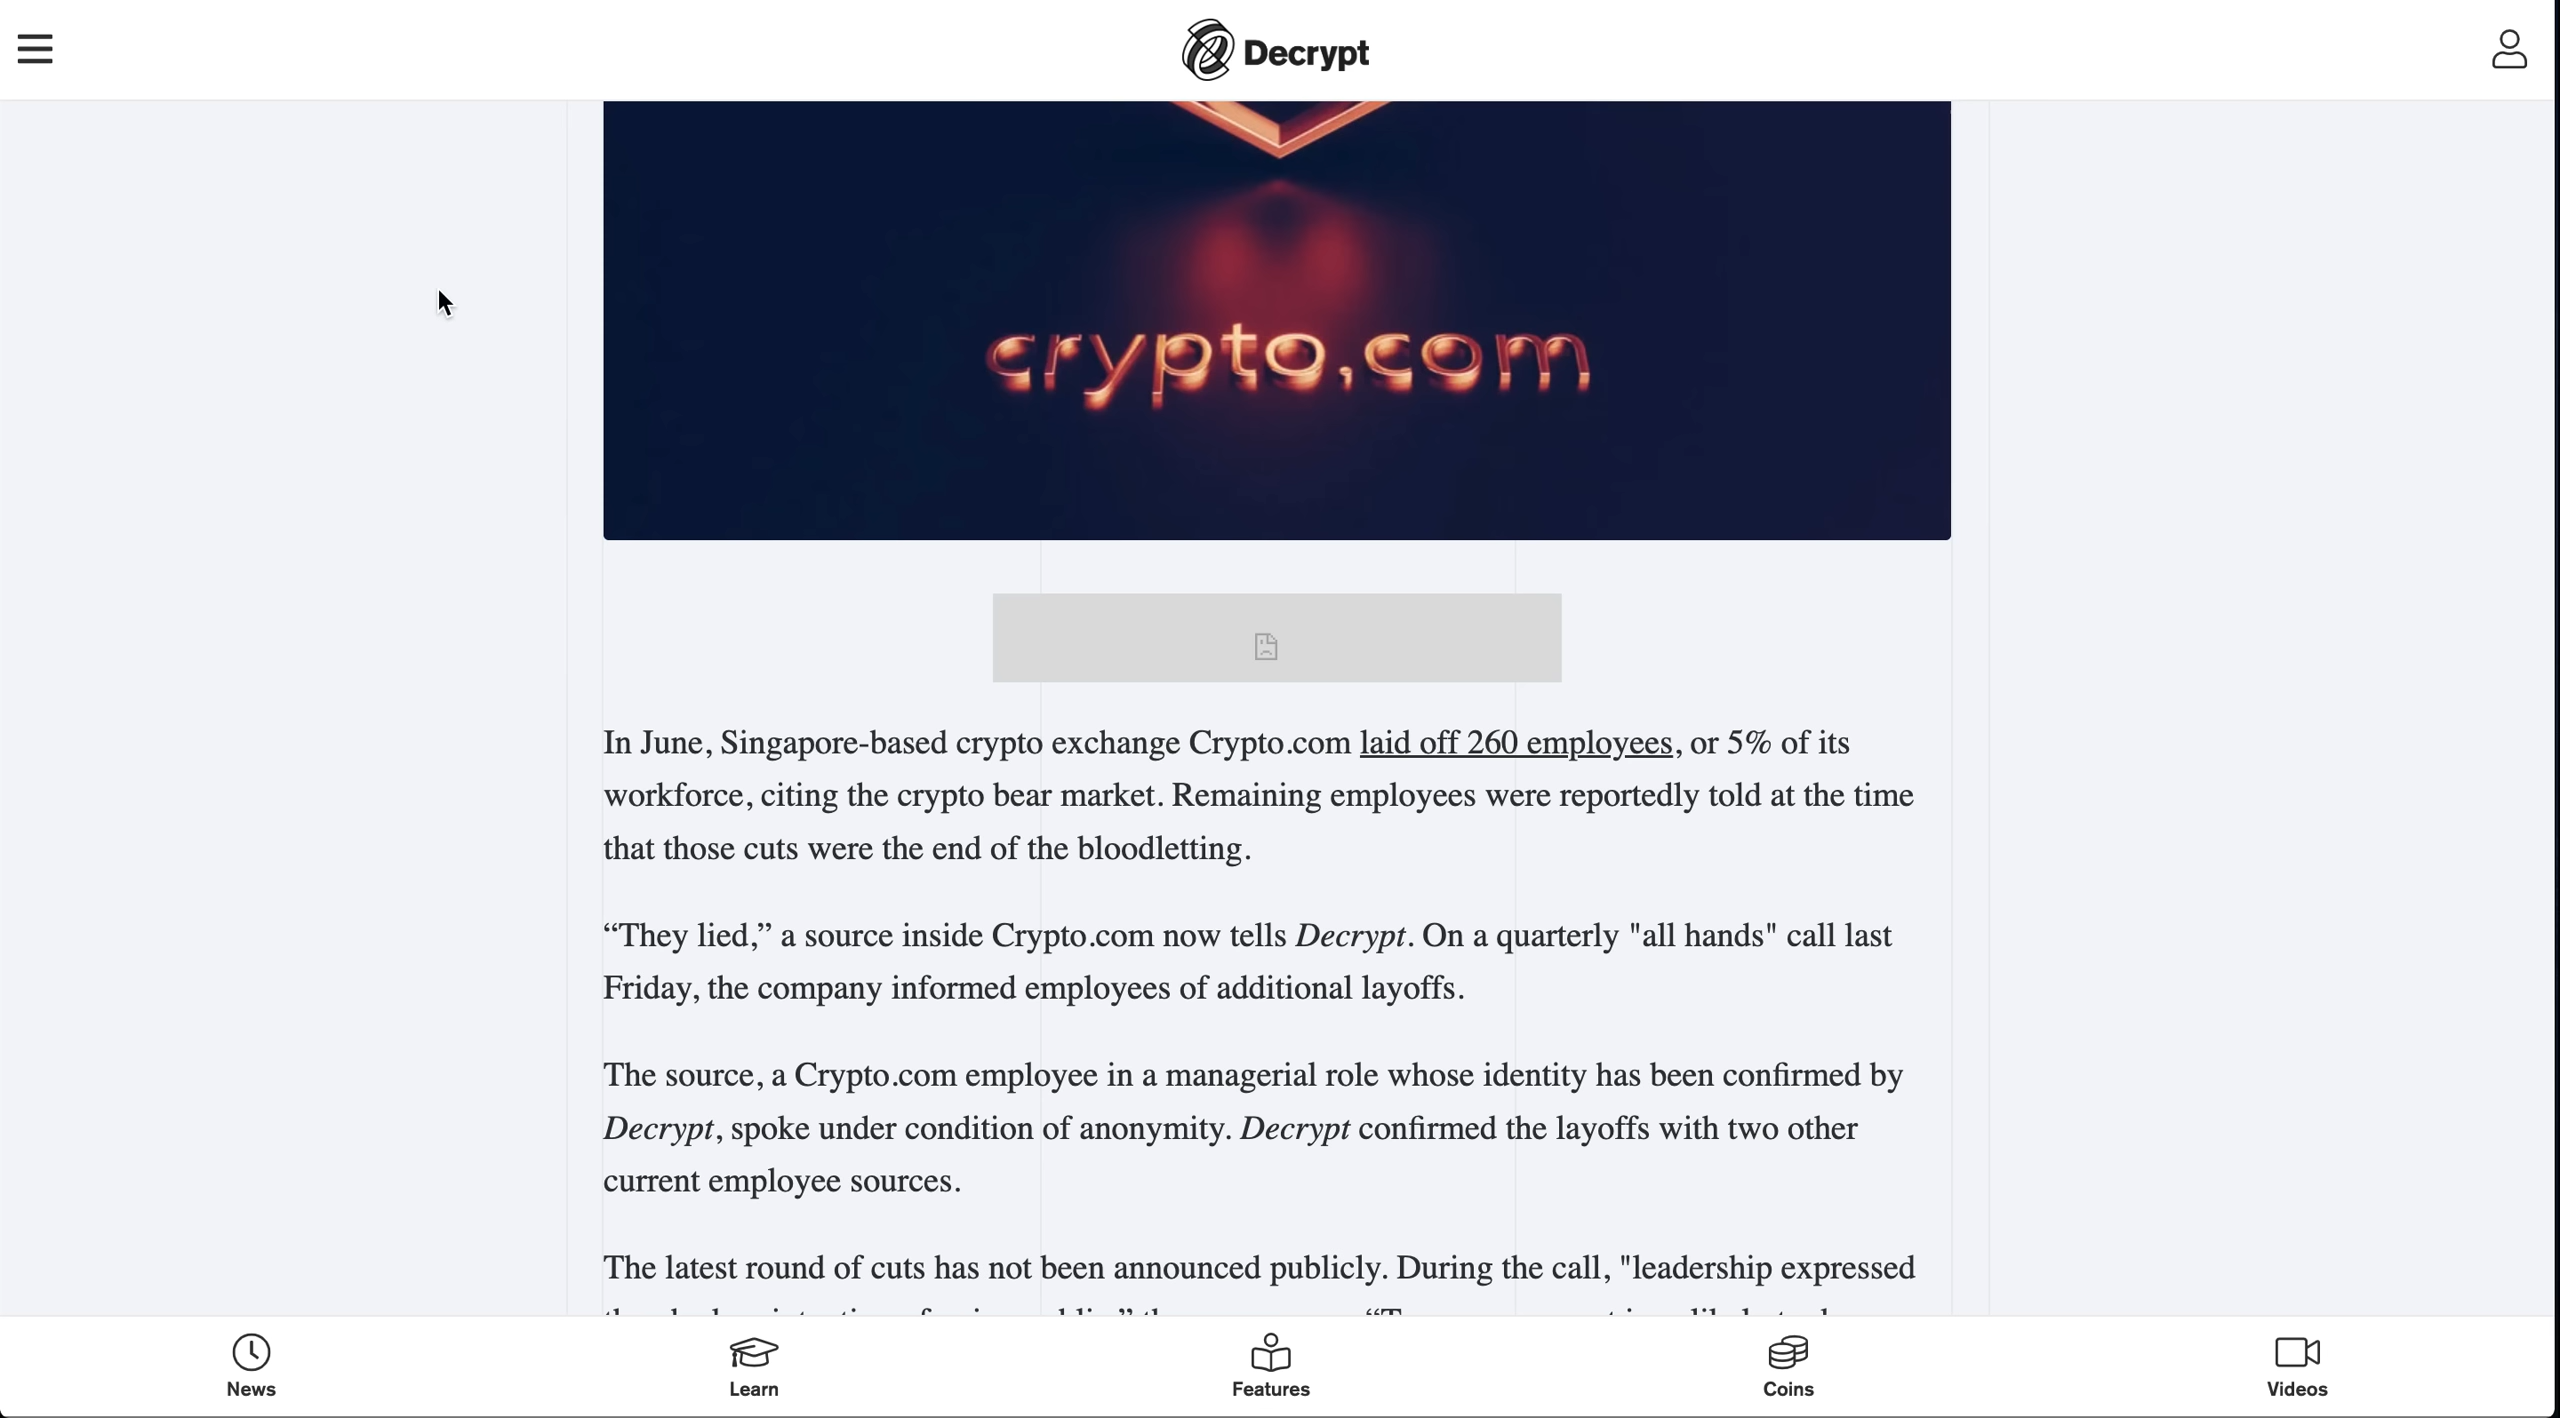 Decrypt
crypto.com
In June, Singapore-based crypto exchange Crypto.com laid off 260 employees, or 5% of its
workforce, citing the crypto bear market. Remaining employees were reportedly told at the time
that those cuts were the end of the bloodletting.
“They lied,” a source inside Crypto.com now tells Decrypt. On a quarterly "all hands" call last
Friday, the company informed employees of additional layoffs.
The source, a Crypto.com employee in a managerial role whose identity has been confirmed by
Decrypt, spoke under condition of anonymity. Decrypt confirmed the layoffs with two other
current employee sources.
The latest round of cuts has not been announced publicly. During the call, "leadership expressed
News
Learn
Features
Coins
Videos